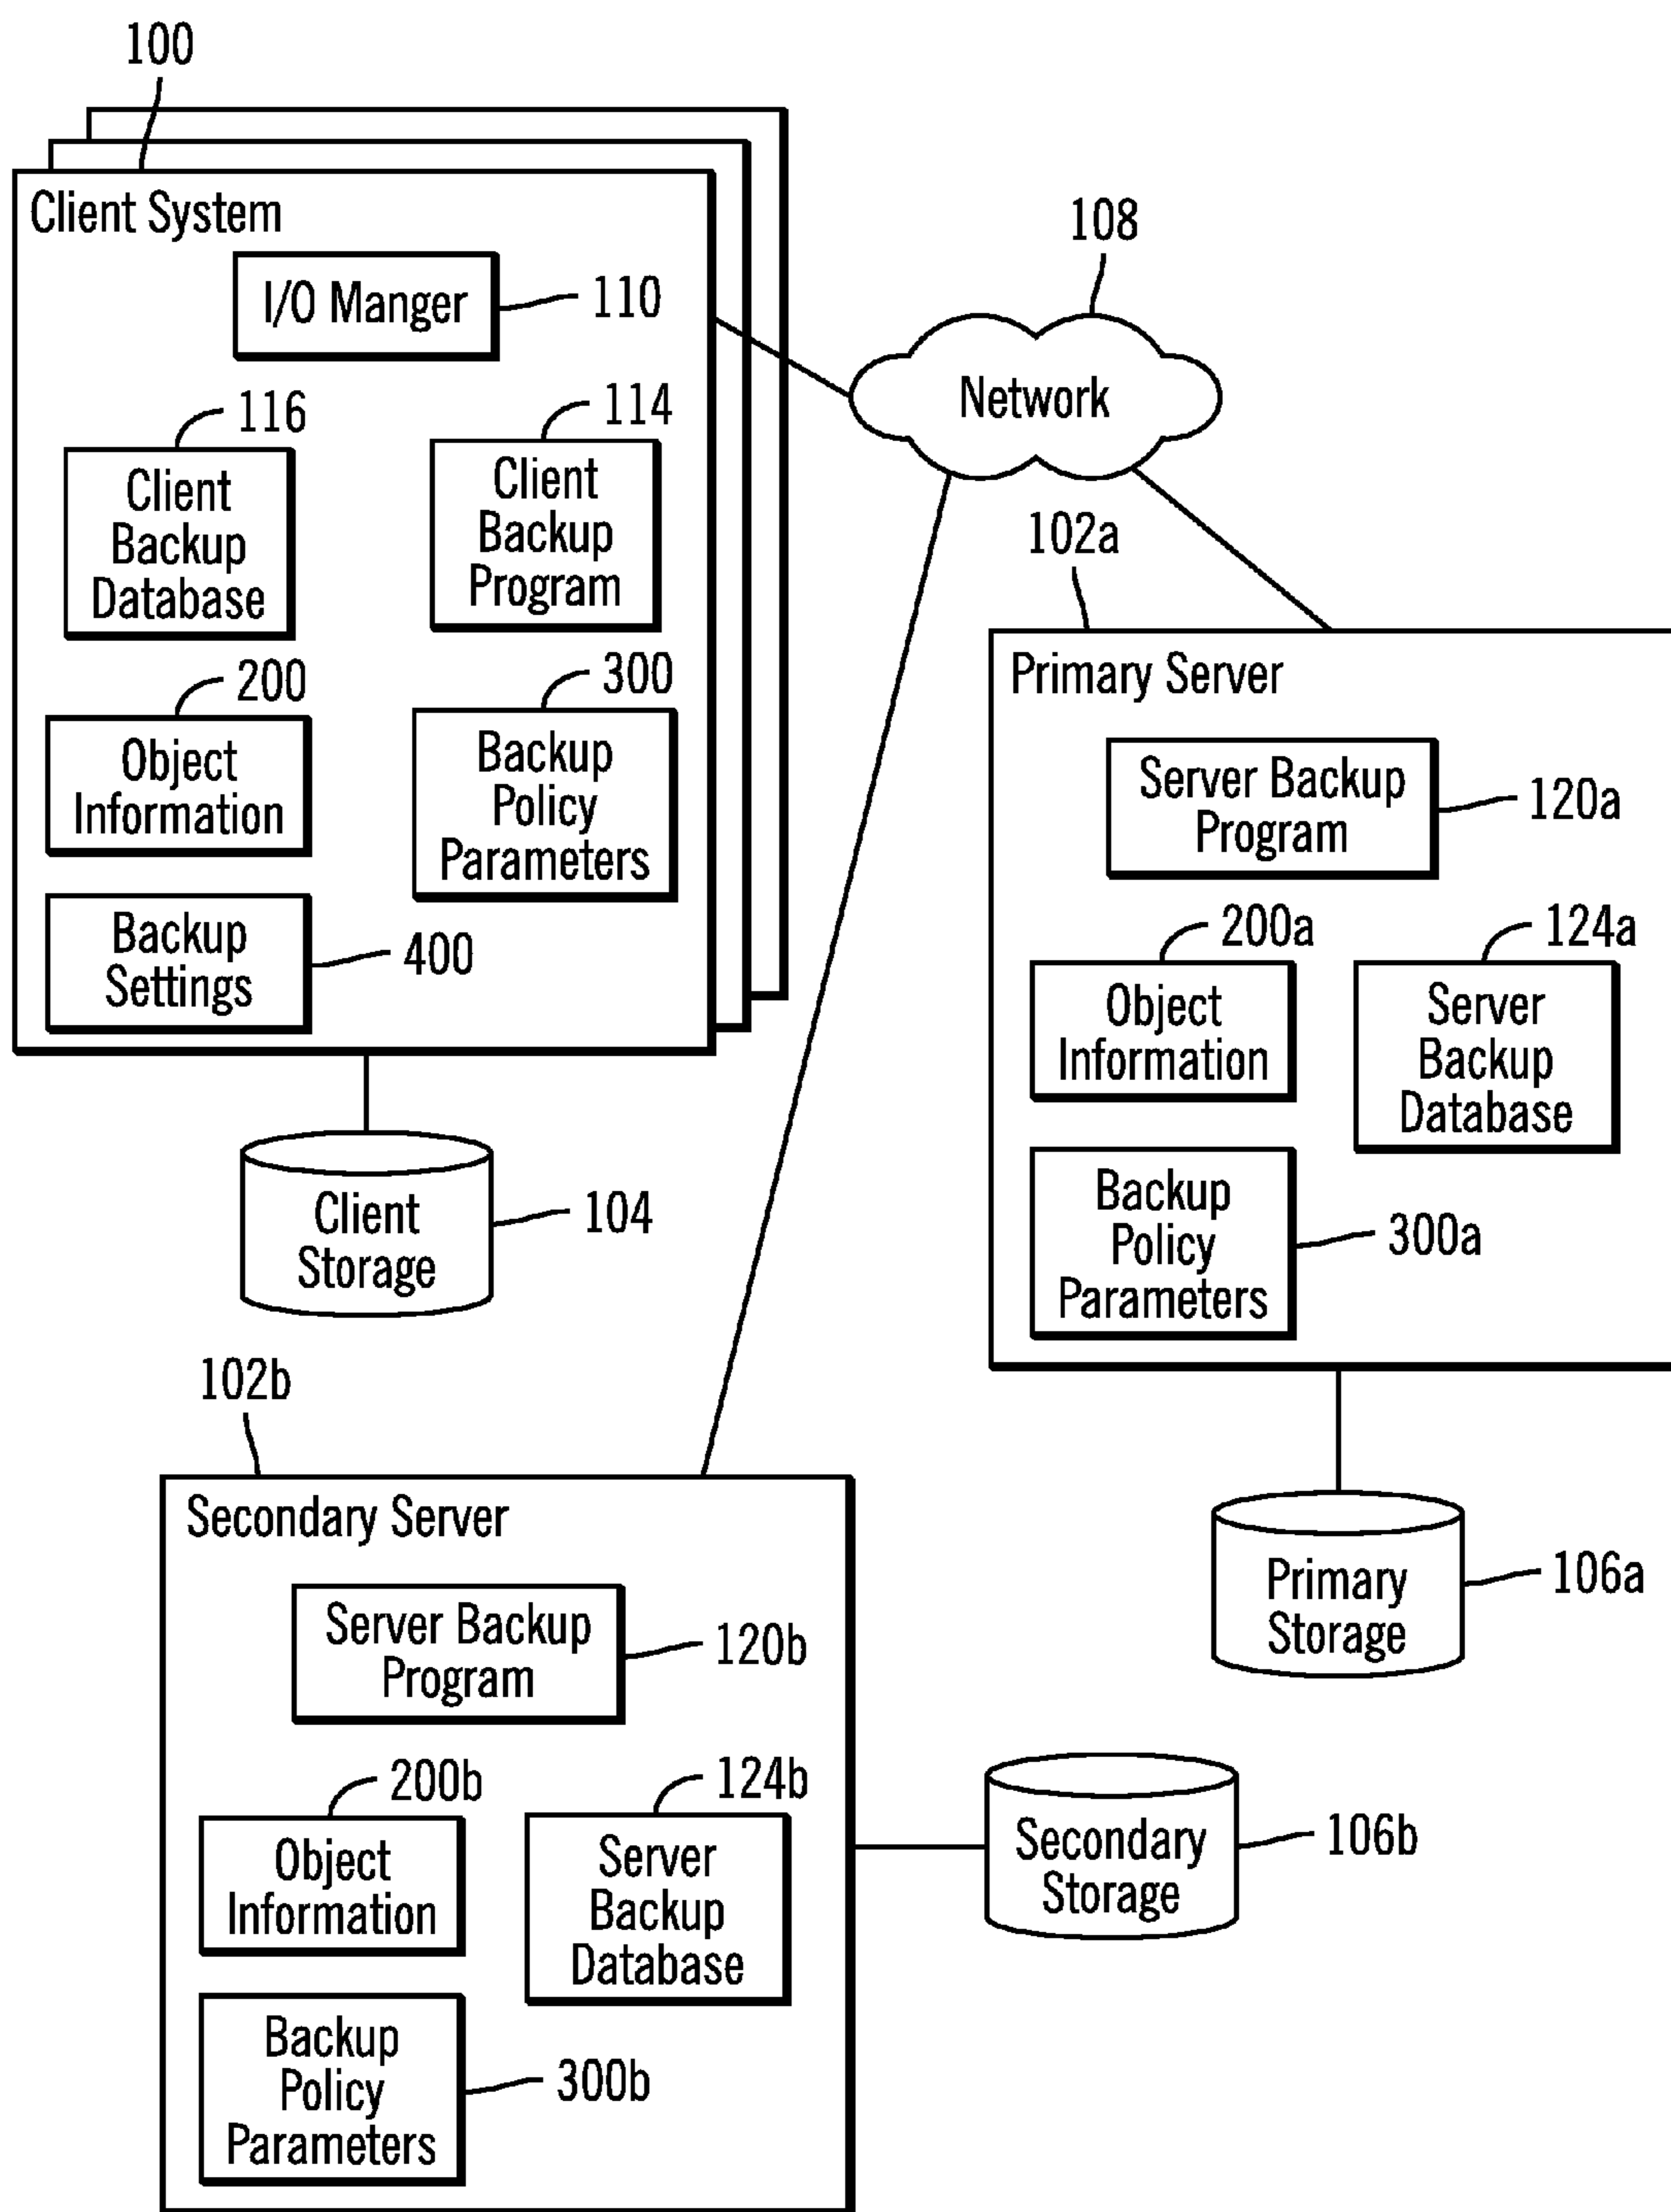 100
Client System
I/O Manger
110
108
Network
116
Client
Backup
Database
114
Client
Backup
Program
200
Object
Information
300
Backup
Policy
Parameters
Backup
Settings
400
Client
Storage
104
102a
Primary Server
Server Backup
Program
120a
200a
Object
Information
124a
Server
Backup
Database
Backup
Policy
Parameters
300a
Primary
Storage
106a
102b
Secondary Server
Server Backup
Program
120b
200b
Object
Information
124b
Server
Backup
Database
Backup
Policy
Parameters
300b
Secondary
Storage
106b